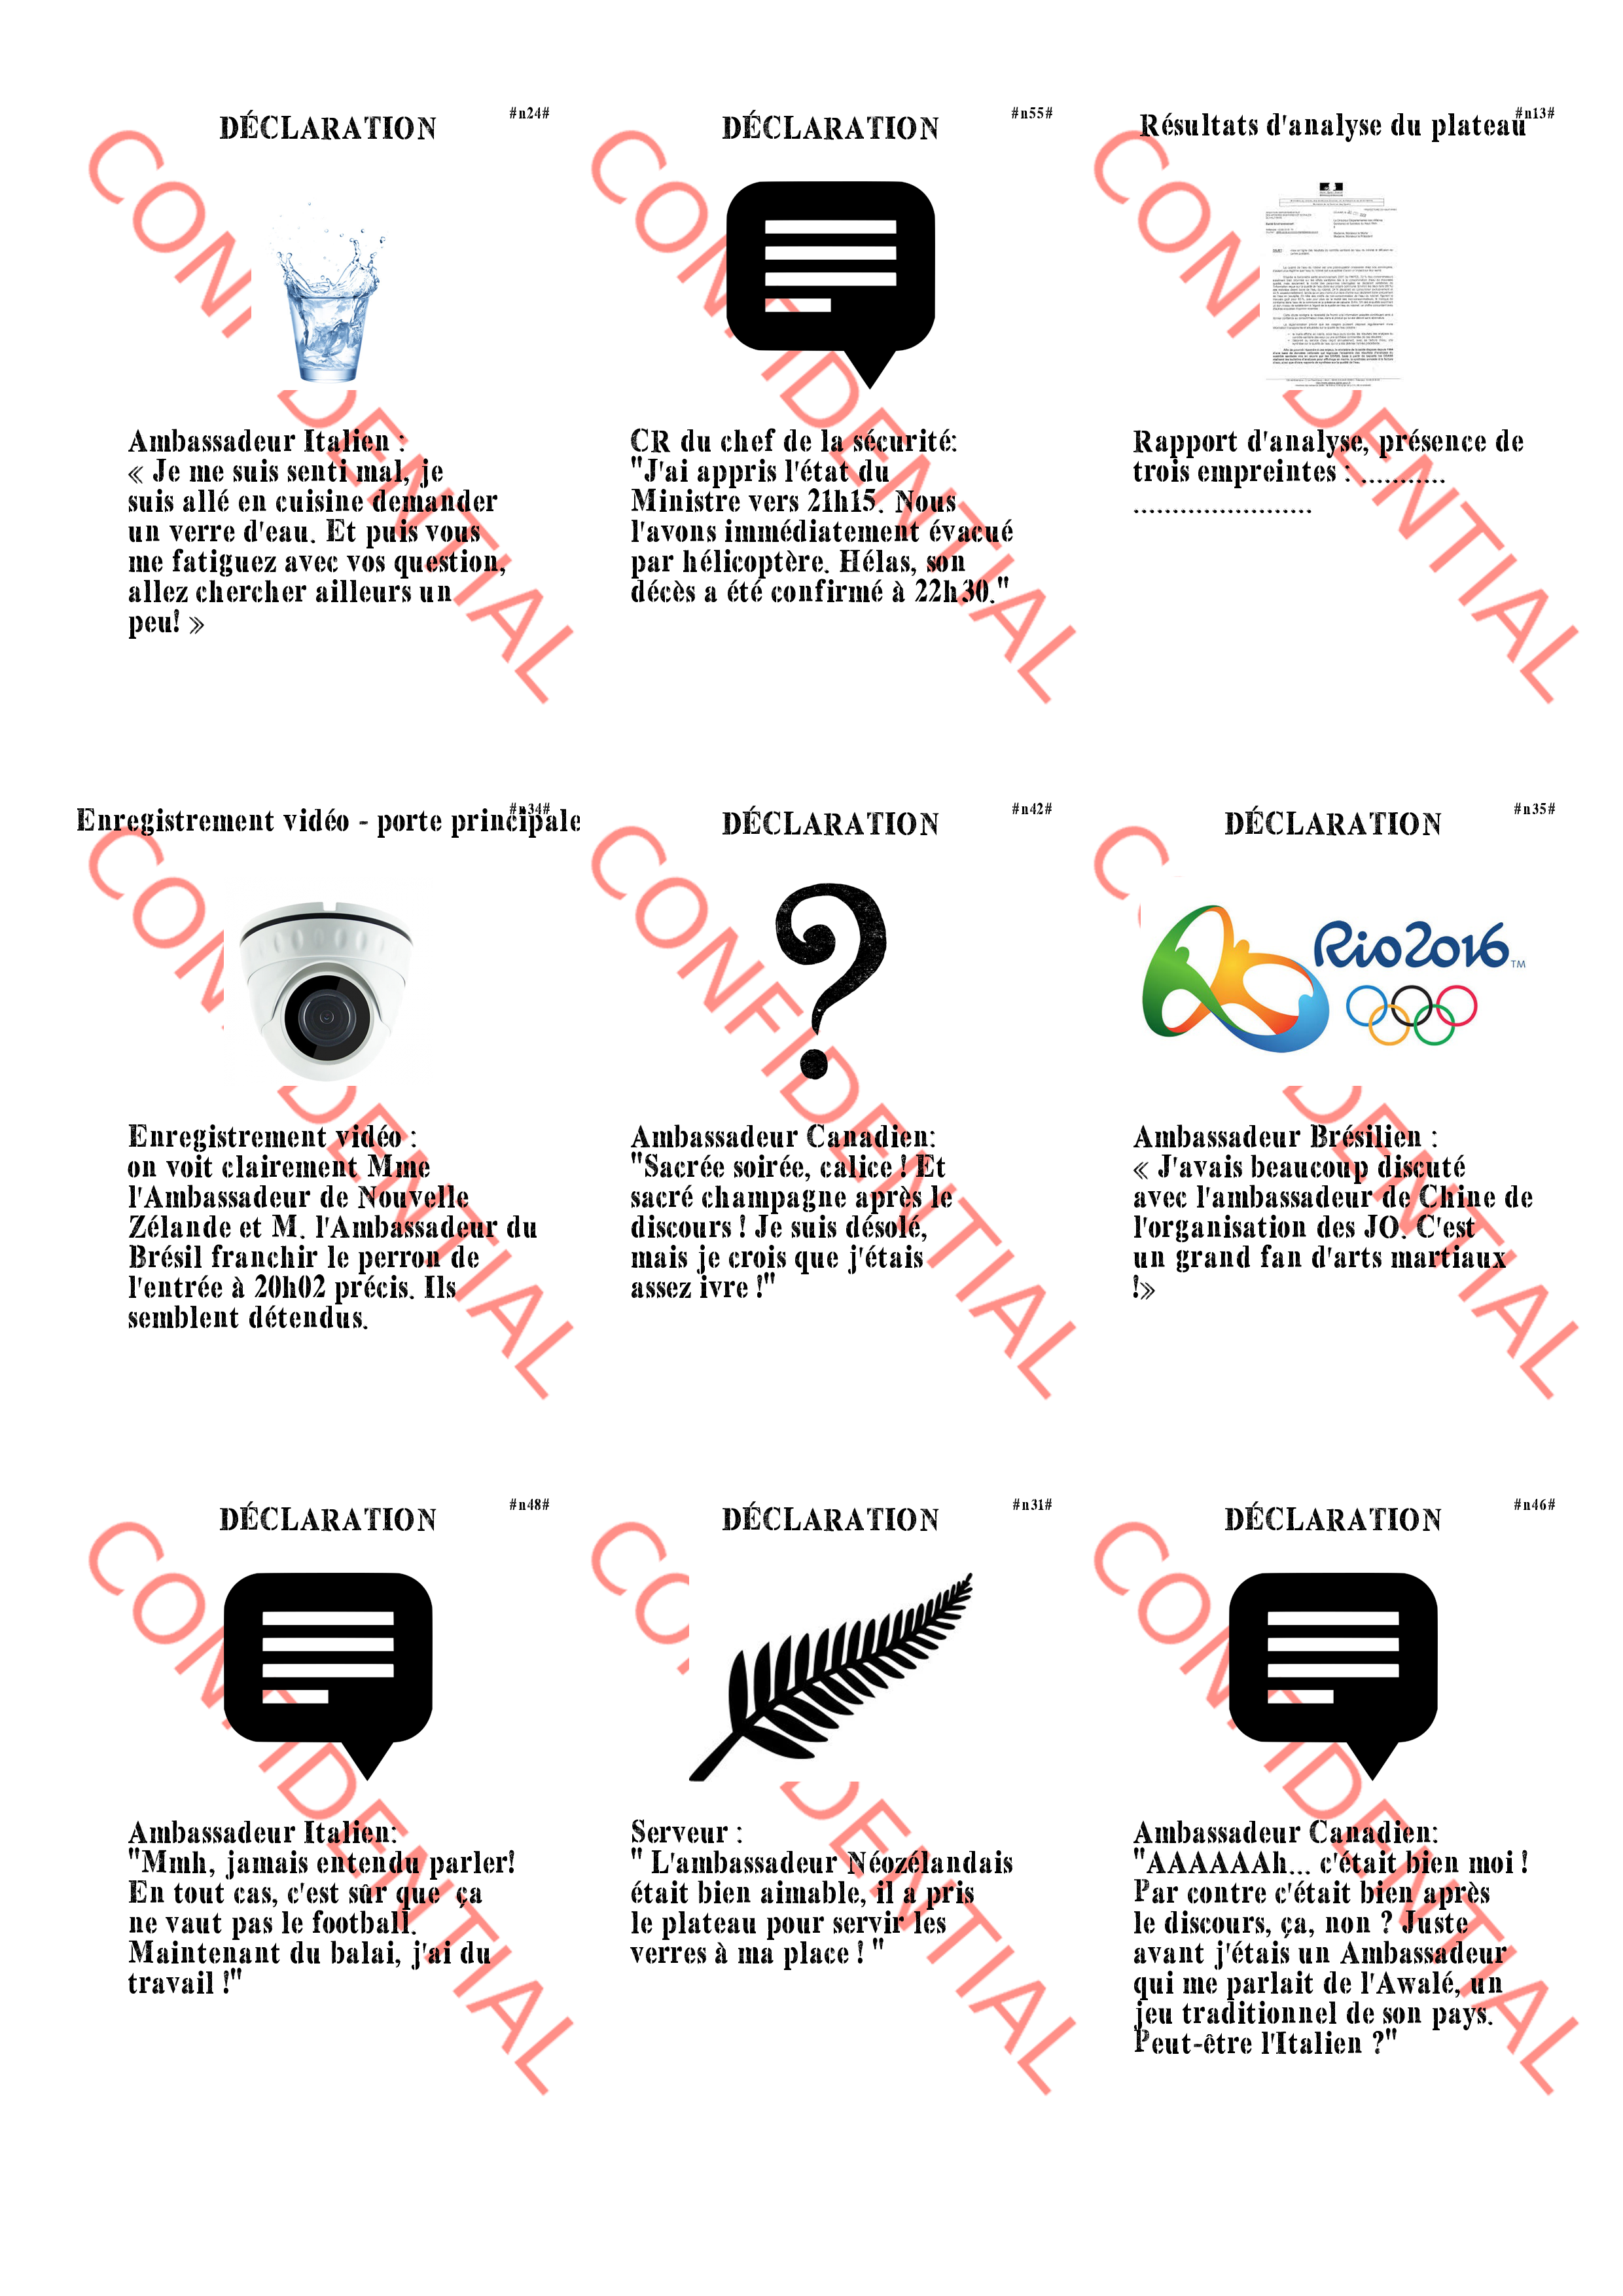 #n24#
DÉCLARATION
CONFIDENTIAL
Ambassadeur Italien :
« Je me suis senti mal, je
suis allé en cuisine demander
un verre d'eau. Et puis vous
me fatiguez avec vos question,
allez chercher ailleurs un
peu! »
#n55#
DÉCLARATION
CONFIDENTIAL
CR du chef de la sécurité:
"J'ai appris l'état du
Ministre vers 21h15. Nous
l'avons immédiatement évacué
par hélicoptère. Hélas, son
décès a été confirmé à 22h30."
#n13#
Résultats d'analyse du plateau
CONFIDENTIAL
Rapport d'analyse, présence de
trois empreintes : ...........
.......................
#n34#
Enregistrement vidéo - porte principale
CONFIDENTIAL
Enregistrement vidéo :
on voit clairement Mme
l'Ambassadeur de Nouvelle
Zélande et M. l'Ambassadeur du
Brésil franchir le perron de
l'entrée à 20h02 précis. Ils
semblent détendus.
#n42#
DÉCLARATION
?
CONFIDENTIAL
Ambassadeur Canadien:
"Sacrée soirée, calice ! Et
sacré champagne après le
discours ! Je suis désolé,
mais je crois que j'étais
assez ivre !"
#n35#
DÉCLARATION
Rio2016™
CONFIDENTIAL
Ambassadeur Brésilien :
« J'avais beaucoup discuté
avec l'ambassadeur de Chine de
l'organisation des JO. C'est
un grand fan d'arts martiaux
!»
#n48#
DÉCLARATION
CONFIDENTIAL
Ambassadeur Italien:
"Mmh, jamais entendu parler!
En tout cas, c'est sûr que ça
ne vaut pas le football.
Maintenant du balai, j'ai du
travail !"
#n31#
DÉCLARATION
CONFIDENTIAL
Serveur :
" L'ambassadeur Néozélandais
était bien aimable, il a pris
le plateau pour servir les
verres à ma place ! "
#n46#
DÉCLARATION
CONFIDENTIAL
Ambassadeur Canadien:
"AAAAAAh... c'était bien moi !
Par contre c'était bien après
le discours, ça, non ? Juste
avant j'étais un Ambassadeur
qui me parlait de l'Awalé, un
jeu traditionnel de son pays.
Peut-être l'Italien ?"